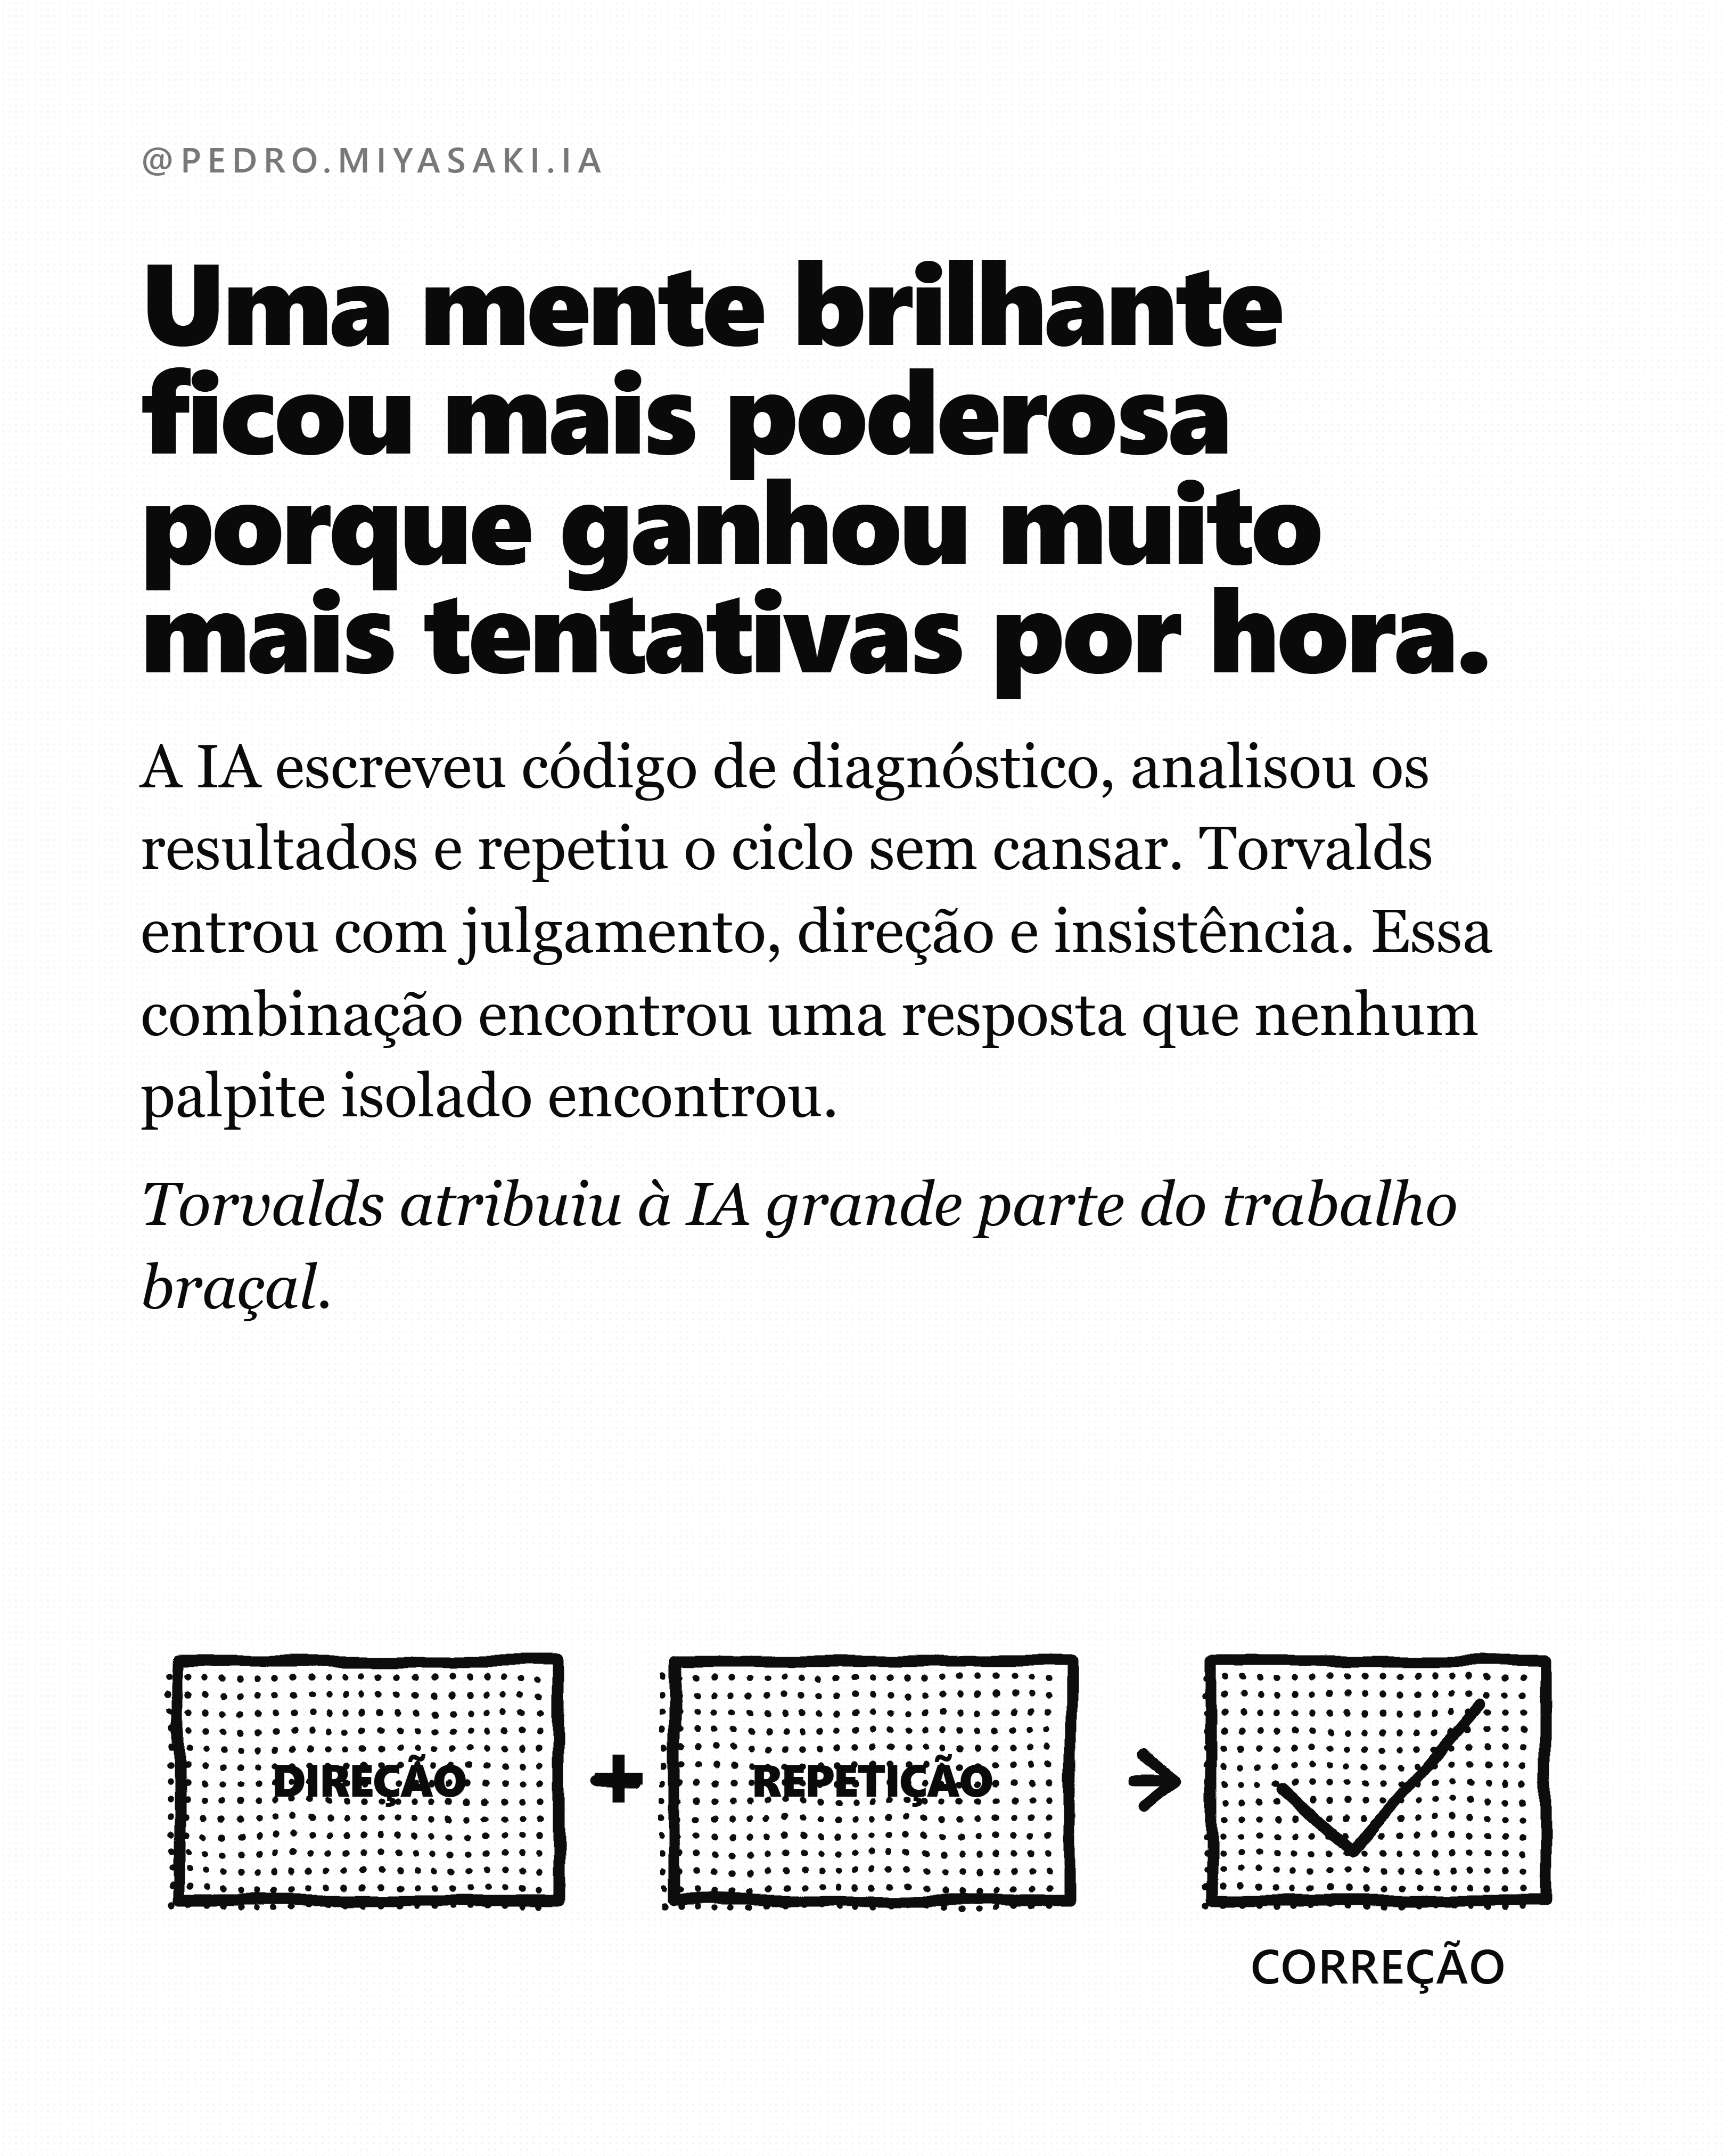 @PEDRO.MIYASAKI.IA
Uma mente brilhante
ficou mais poderosa
porque ganhou muito
mais tentativas por hora.
A IA escreveu código de diagnóstico, analisou os
resultados e repetiu o ciclo sem cansar. Torvalds
entrou com julgamento, direção e insistência. Essa
combinação encontrou uma resposta que nenhum
palpite isolado encontrou.
Torvalds atribuiu à IA grande parte do trabalho
braçal.
DIREÇÃO + REPETIÇÃO →
CORREÇÃO